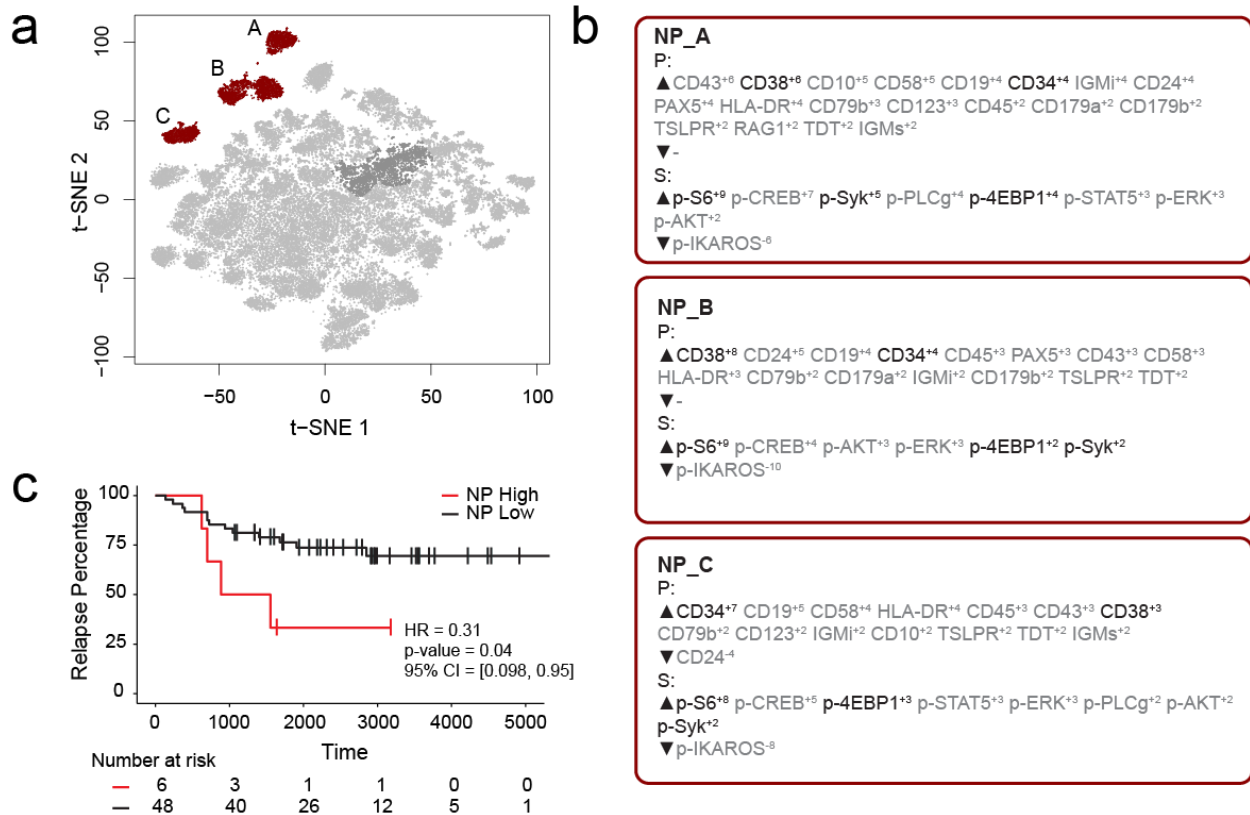 a
A
B
C
100
50
0
−50
−100
t−SNE 2
−50
0
50
100
t−SNE 1
b
NP_A
P:
▲CD43+6 CD38+6 CD10+5 CD58+5 CD19+4 CD34+4 IGMi+4 CD24+4
PAX5+4 HLA-DR+4 CD79b+3 CD123+3 CD45+2 CD179a+2 CD179b+2
TSLPR+2 RAG1+2 TDT+2 IGMs+2
▼-
S:
▲p-S6+9 p-CREB+7 p-Syk+5 p-PLCg+4 p-4EBP1+4 p-STAT5+3 p-ERK+3
p-AKT+2
▼p-IKAROS-6
NP_B
P:
▲CD38+8 CD24+5 CD19+4 CD34+4 CD45+3 PAX5+3 CD43+3 CD58+3
HLA-DR+3 CD79b+2 CD179a+2 IGMi+2 CD179b+2 TSLPR+2 TDT+2
▼-
S:
▲p-S6+9 p-CREB+4 p-AKT+3 p-ERK+3 p-4EBP1+2 p-Syk+2
▼p-IKAROS-10
NP_C
P:
▲CD34+7 CD19+5 CD58+4 HLA-DR+4 CD45+3 CD43+3 CD38+3
CD79b+2 CD123+2 IGMi+2 CD10+2 TSLPR+2 TDT+2 IGMs+2
▼CD24-4
S:
▲p-S6+8 p-CREB+5 p-4EBP1+3 p-STAT5+3 p-ERK+3 p-PLCg+2 p-AKT+2
p-Syk+2
▼p-IKAROS-8
c
Relapse Percentage
100
75
50
25
0
NP High
NP Low
HR = 0.31
p-value = 0.04
95% CI = [0.098, 0.95]
0 1000 2000 3000 4000 5000
Time
Number at risk
6 3 1 1 0 0
48 40 26 12 5 1